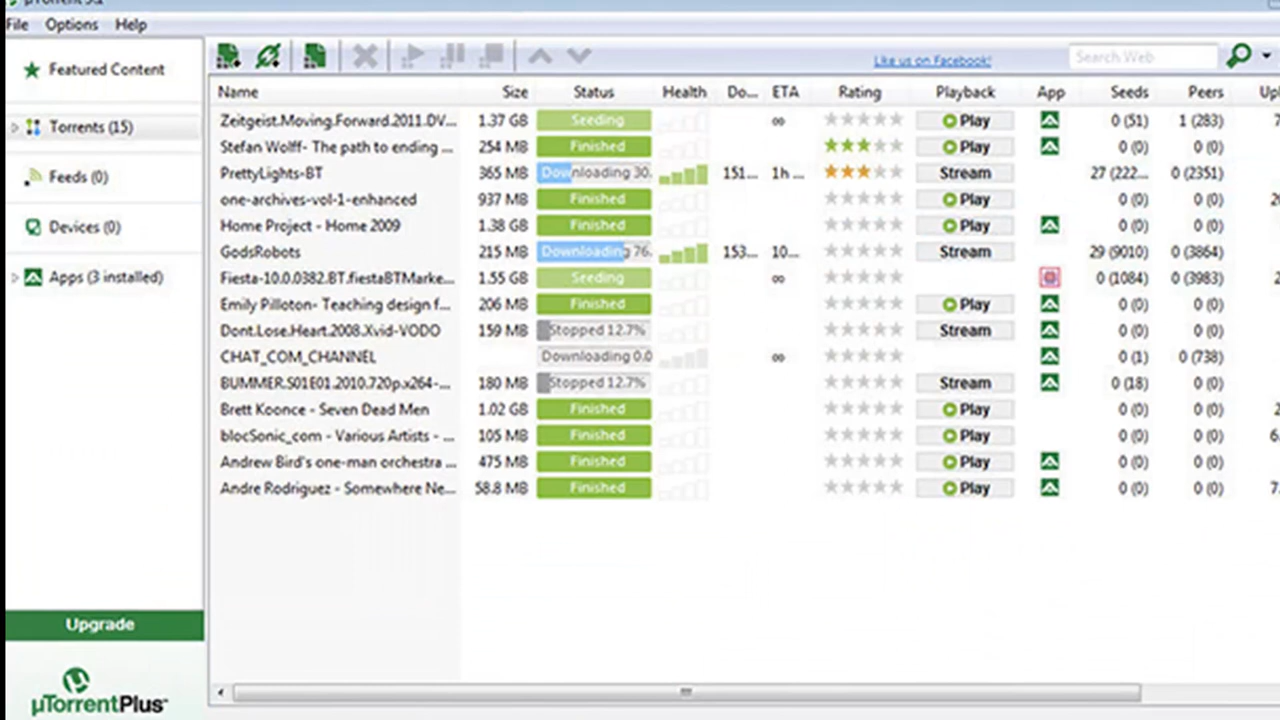 µTorrent 3.2
File Options Help
Featured Content
Torrents (15)
Feeds (0)
Devices (0)
Apps (3 installed)
Upgrade
µTorrentPlus
Like us on Facebook!
Search Web
Name Size Status Health Do... ETA Rating Playback App Seeds Peers Upl
Zeitgeist.Moving.Forward.2011.DV... 1.37 GB Seeding ∞ Play 0 (51) 1 (283) 7
Stefan Wolff- The path to ending ... 254 MB Finished Play 0 (0) 0 (0)
PrettyLights-BT 365 MB Downloading 30. 151... 1h ... Stream 27 (222... 0 (2351)
one-archives-vol-1-enhanced 937 MB Finished Play 0 (0) 0 (0) 20
Home Project - Home 2009 1.38 GB Finished Play 0 (0) 0 (0)
GodsRobots 215 MB Downloading 76. 153... 10... Stream 29 (9010) 0 (3864)
Fiesta-10.0.0382.BT.fiestaBTMarke... 1.55 GB Seeding ∞ 0 (1084) 0 (3983) 2
Emily Pilloton- Teaching design f... 206 MB Finished Play 0 (0) 0 (0)
Dont.Lose.Heart.2008.Xvid-VODO 159 MB Stopped 12.7% Stream 0 (0) 0 (0)
CHAT_COM_CHANNEL Downloading 0.0 ∞ 0 (1) 0 (738)
BUMMER.S01E01.2010.720p.x264-... 180 MB Stopped 12.7% Stream 0 (18) 0 (0)
Brett Koonce - Seven Dead Men 1.02 GB Finished Play 0 (0) 0 (0) 2
blocSonic_com - Various Artists - ... 105 MB Finished Play 0 (0) 0 (0) 6.
Andrew Bird's one-man orchestra ... 475 MB Finished Play 0 (0) 0 (0)
Andre Rodriguez - Somewhere Ne... 58.8 MB Finished Play 0 (0) 0 (0) 7.